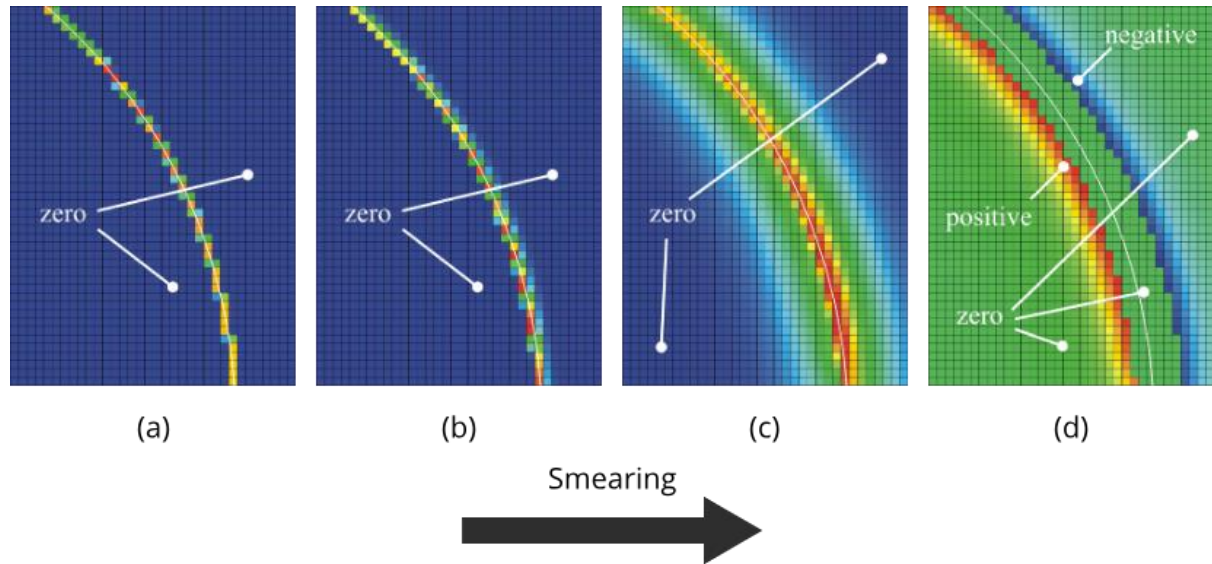 zero
zero
zero
negative
positive
zero
(a)
(b)
(c)
(d)
Smearing